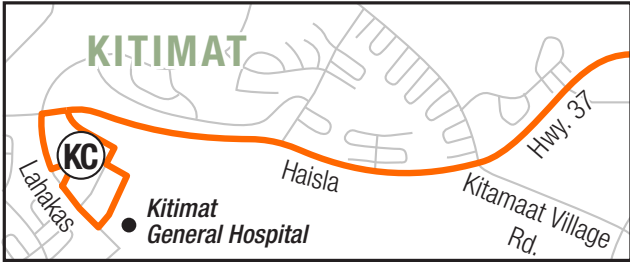 KITIMAT
Hwy. 37
KC
Lahakas
Haisla
Kitamaat Village
Rd.
Kitimat
General Hospital